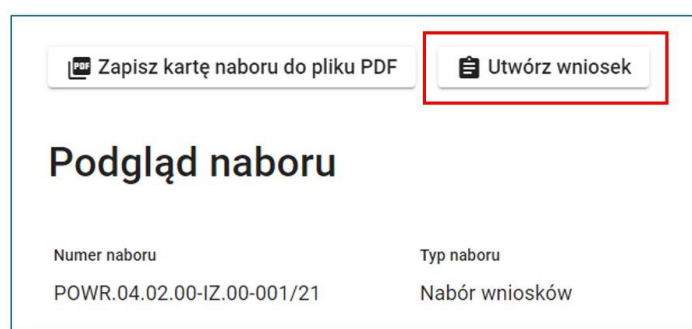 Zapisz kartę naboru do pliku PDF
Utwórz wniosek
Podgląd naboru
Numer naboru
Typ naboru
POWR.04.02.00-IZ.00-001/21
Nabór wniosków